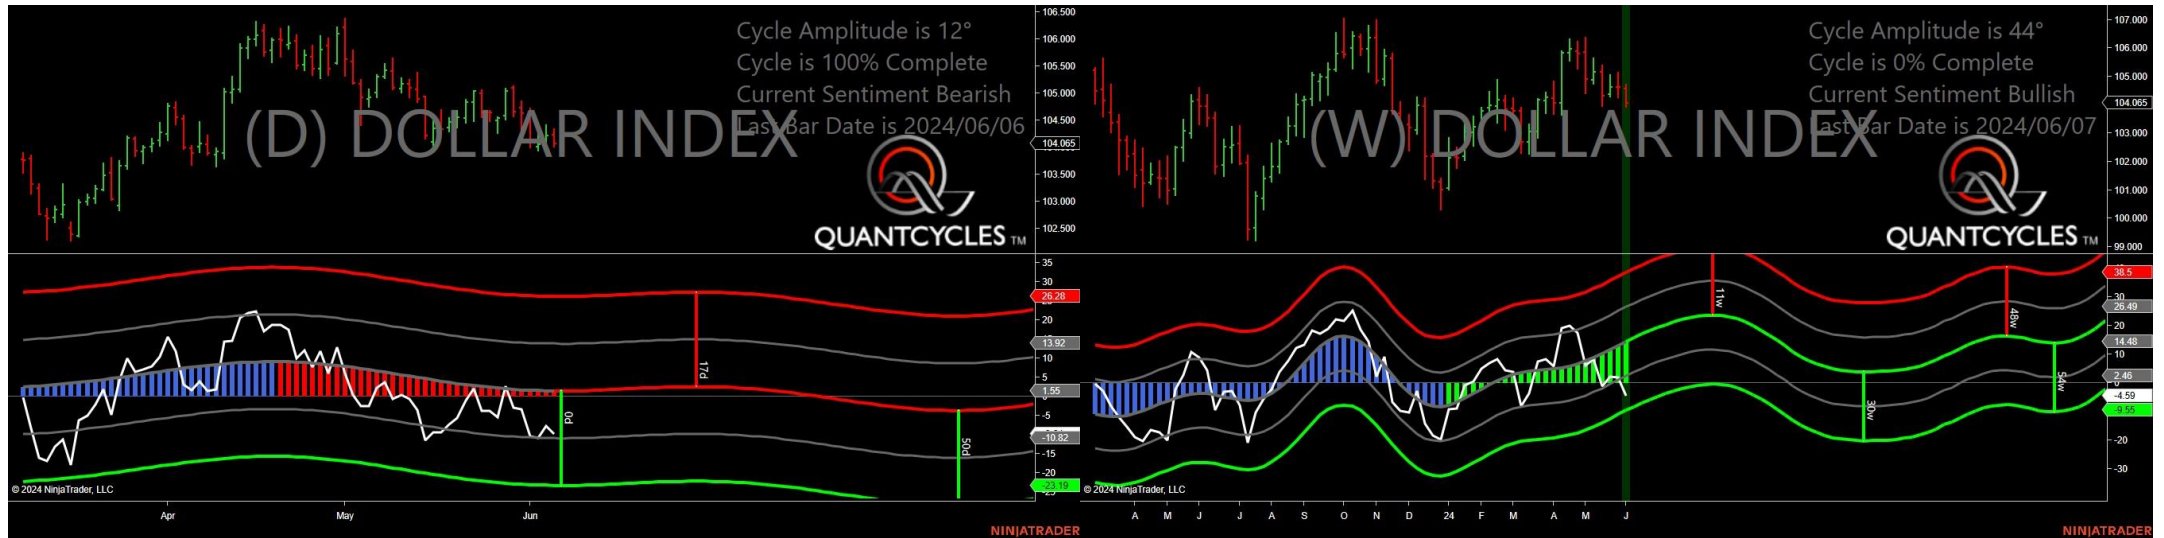 Cycle Amplitude is 12°
Cycle is 100% Complete
Current Sentiment Bearish
Last Bar Date is 2024/06/06
(D) DOLLAR INDEX
QUANTCYCLES TM
106.500
106.000
105.500
105.000
104.500
104.065
103.500
103.000
102.500
35
30
26.28
20
13.92
10
5
1.55
-5
-10.82
-15
-20
-23.19
17d
0d
50d
© 2024 NinjaTrader, LLC
Apr May Jun
NINJATRADER
Cycle Amplitude is 44°
Cycle is 0% Complete
Current Sentiment Bullish
Last Bar Date is 2024/06/07
(W) DOLLAR INDEX
QUANTCYCLES TM
107.000
106.000
105.000
104.065
103.000
102.000
101.000
100.000
99.000
38.5
30
26.49
20
14.48
10
2.46
-4.59
-9.55
-20
-30
11w
48w
30w
54w
© 2024 NinjaTrader, LLC
A M J J A S O N D 24 F M A M J
NINJATRADER